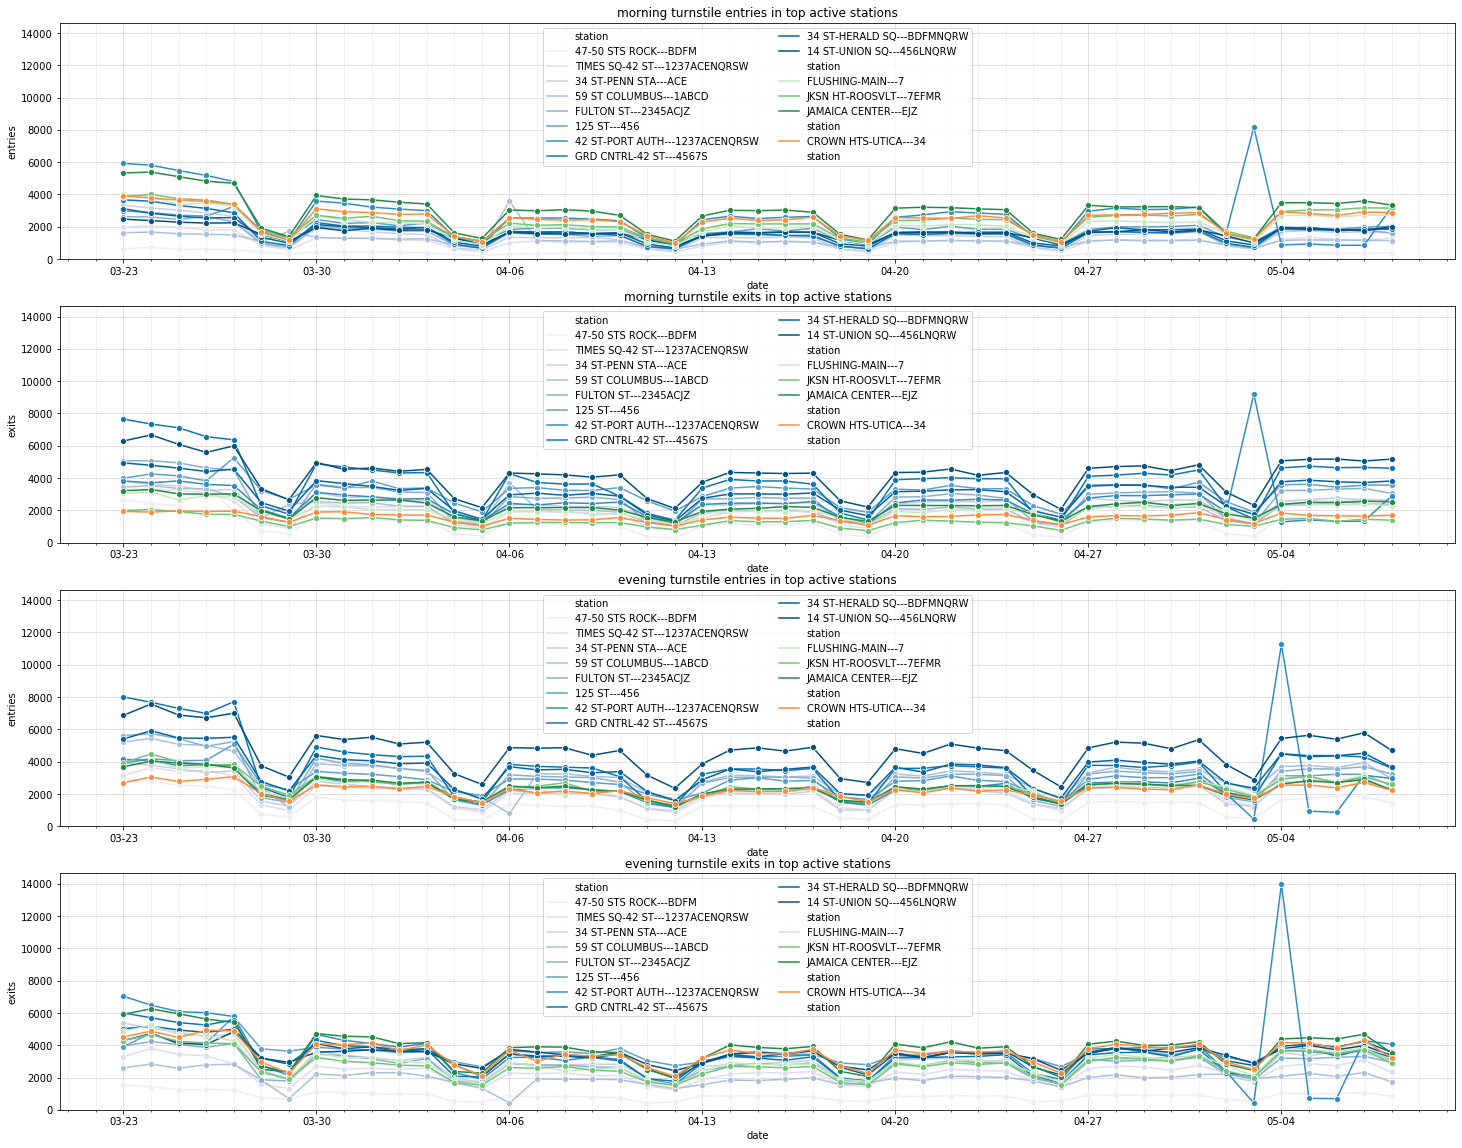 morning turnstile entries in top active stations
14000
12000
10000
8000
6000
4000
2000
0
entries
station
47-50 STS ROCK---BDFM
TIMES SQ-42 ST---1237ACENQRSW
34 ST-PENN STA---ACE
59 ST COLUMBUS---1ABCD
FULTON ST---2345ACJZ
125 ST---456
42 ST-PORT AUTH---1237ACENQRSW
GRD CNTRL-42 ST---4567S
34 ST-HERALD SQ---BDFMNQRW
14 ST-UNION SQ---456LNQRW
station
FLUSHING-MAIN---7
JKSN HT-ROOSVLT---7EFMR
JAMAICA CENTER---EJZ
station
CROWN HTS-UTICA---34
station
03-23 03-30 04-06 04-13 04-20 04-27 05-04
date
morning turnstile exits in top active stations
14000
12000
10000
8000
6000
4000
2000
0
exits
station
47-50 STS ROCK---BDFM
TIMES SQ-42 ST---1237ACENQRSW
34 ST-PENN STA---ACE
59 ST COLUMBUS---1ABCD
FULTON ST---2345ACJZ
125 ST---456
42 ST-PORT AUTH---1237ACENQRSW
GRD CNTRL-42 ST---4567S
34 ST-HERALD SQ---BDFMNQRW
14 ST-UNION SQ---456LNQRW
station
FLUSHING-MAIN---7
JKSN HT-ROOSVLT---7EFMR
JAMAICA CENTER---EJZ
station
CROWN HTS-UTICA---34
station
03-23 03-30 04-06 04-13 04-20 04-27 05-04
date
evening turnstile entries in top active stations
14000
12000
10000
8000
6000
4000
2000
0
entries
station
47-50 STS ROCK---BDFM
TIMES SQ-42 ST---1237ACENQRSW
34 ST-PENN STA---ACE
59 ST COLUMBUS---1ABCD
FULTON ST---2345ACJZ
125 ST---456
42 ST-PORT AUTH---1237ACENQRSW
GRD CNTRL-42 ST---4567S
34 ST-HERALD SQ---BDFMNQRW
14 ST-UNION SQ---456LNQRW
station
FLUSHING-MAIN---7
JKSN HT-ROOSVLT---7EFMR
JAMAICA CENTER---EJZ
station
CROWN HTS-UTICA---34
station
03-23 03-30 04-06 04-13 04-20 04-27 05-04
date
evening turnstile exits in top active stations
14000
12000
10000
8000
6000
4000
2000
0
exits
station
47-50 STS ROCK---BDFM
TIMES SQ-42 ST---1237ACENQRSW
34 ST-PENN STA---ACE
59 ST COLUMBUS---1ABCD
FULTON ST---2345ACJZ
125 ST---456
42 ST-PORT AUTH---1237ACENQRSW
GRD CNTRL-42 ST---4567S
34 ST-HERALD SQ---BDFMNQRW
14 ST-UNION SQ---456LNQRW
station
FLUSHING-MAIN---7
JKSN HT-ROOSVLT---7EFMR
JAMAICA CENTER---EJZ
station
CROWN HTS-UTICA---34
station
03-23 03-30 04-06 04-13 04-20 04-27 05-04
date